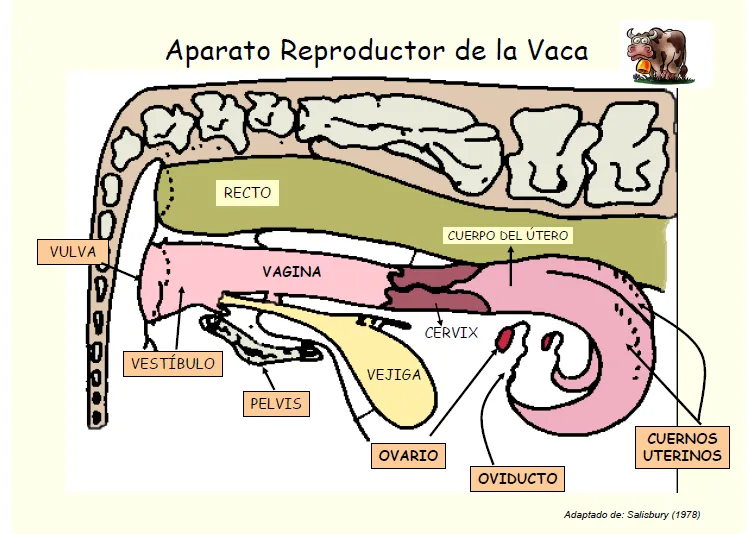 Aparato Reproductor de la Vaca
RECTO
CUERPO DEL ÚTERO
VULVA
VAGINA
CERVIX
VESTÍBULO
VEJIGA
PELVIS
CUERNOS
UTERINOS
OVARIO
OVIDUCTO
Adaptado de: Salisbury (1978)